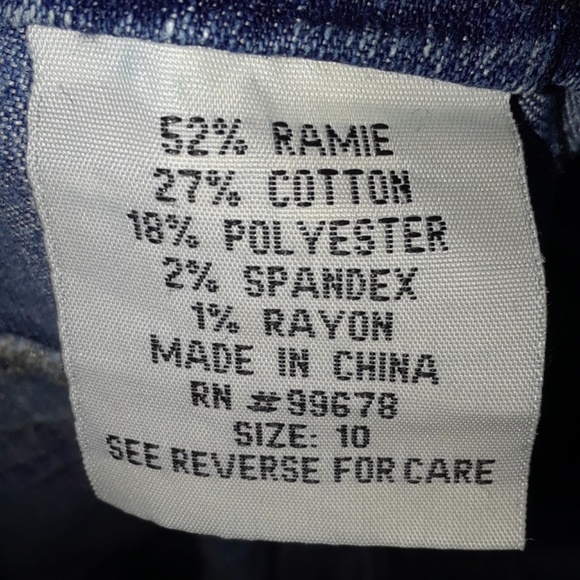 52% RAMIE
27% COTTON
18% POLYESTER
2% SPANDEX
1% RAYON
MADE IN CHINA
RN #99678
SIZE: 10
SEE REVERSE FOR CARE